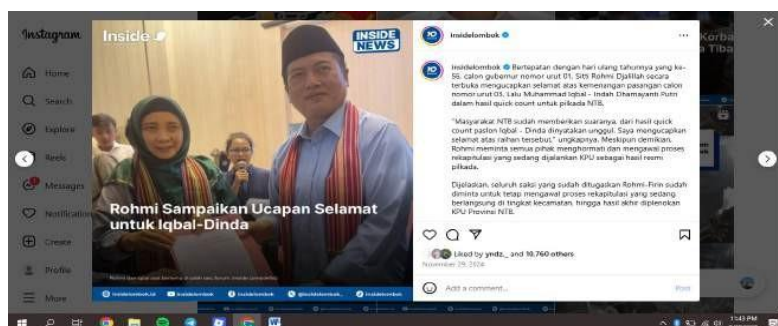 Instagram
Home
Search
Explore
Reels
Messages
Notification
Create
Profile
More
Inside
INSIDE
NEWS
Rohmi Sampaikan Ucapan Selamat
untuk Iqbal-Dinda
insidelombok
insidelombok Bertepatan dengan hari ulang tahunnya yang ke-
56, calon gubernur nomor urut 01, Sitti Rohmi Djalilah secara
terbuka mengucapkan selamat atas kemenangan pasangan calon
nomor urut 03, Lalu Muhammad Iqbal - Indah Dhamayanti Putri
dalam hasil quick count untuk pilkada NTB.
"Masyarakat NTB sudah memberikan suaranya, dari hasil quick
count paslon Iqbal - Dinda dinyatakan unggul. Saya mengucapkan
selamat atas raihan tersebut," ungkapnya. Meskipun demikian,
Rohmi meminta semua pihak menghormati dan mengawal proses
rekapitulasi yang sedang dijalankan KPU sebagai hasil resmi
pilkada.
Dijelaskan, seluruh saksi yang sudah ditugaskan Rohmi-Firin sudah
diminta untuk tetap mengawal proses rekapitulasi yang sedang
berlangsung di tingkat kecamatan, hingga hasil akhir diplenokan
KPU Provinsi NTB.
Liked by yndz._ and 10,760 others
November 29, 2024
Add a comment...
Post
Korba
a Tiba
11:43 PM